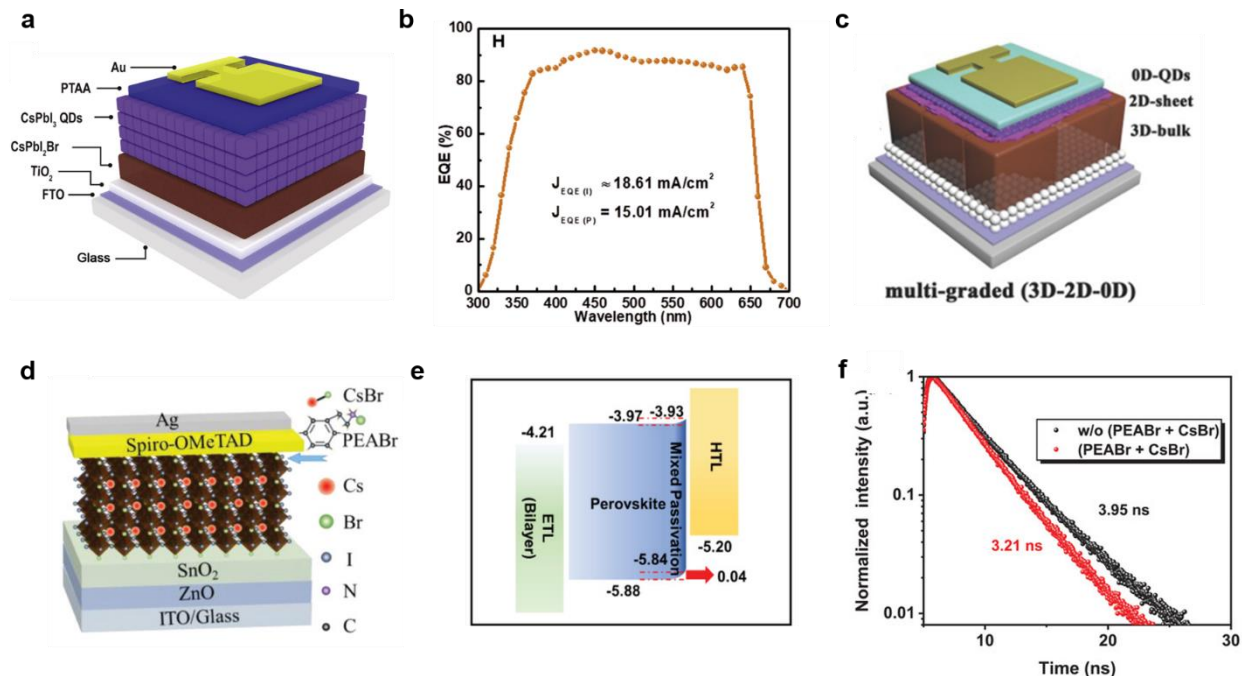 a
Au
PTAA
CsPbI₃ QDs
CsPbI₂Br
TiO₂
FTO
Glass
b
H
100
80
60
40
20
0
EQE (%)
J EQE (I) ≈ 18.61 mA/cm²
J EQE (P) = 15.01 mA/cm²
300 350 400 450 500 550 600 650 700
Wavelength (nm)
c
0D-QDs
2D-sheet
3D-bulk
multi-graded (3D-2D-0D)
d
CsBr
PEABr
Ag
Spiro-OMeTAD
Cs
Br
I
N
C
SnO₂
ZnO
ITO/Glass
e
-4.21
-3.97
-3.93
ETL
(Bilayer)
Perovskite
Mixed Passivation
HTL
-5.20
-5.84
-5.88
0.04
f
1
0.1
0.01
Normalized intensity (a.u.)
w/o (PEABr + CsBr)
(PEABr + CsBr)
3.95 ns
3.21 ns
10 20 30
Time (ns)